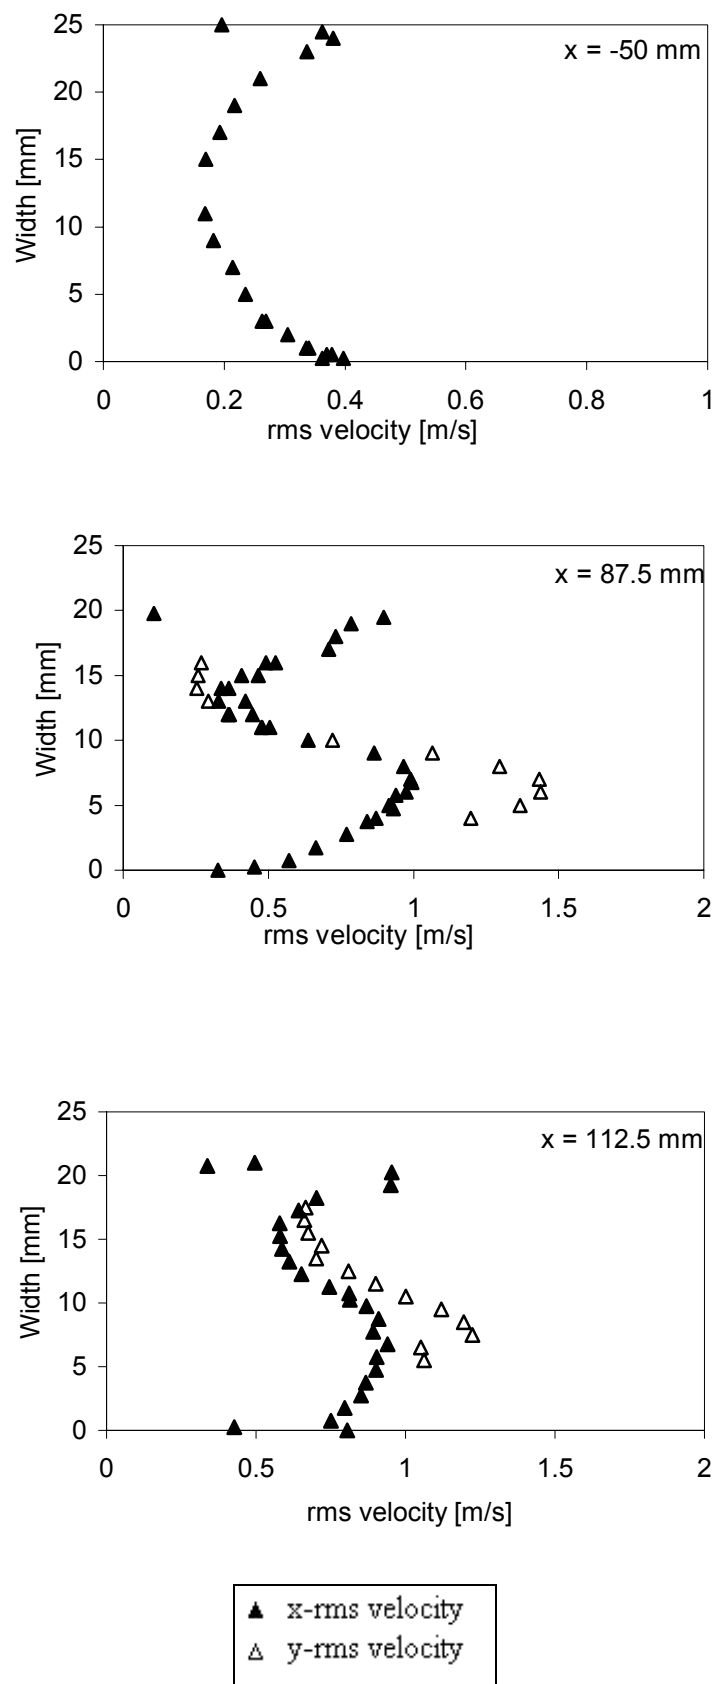 25
x = -50 mm
20
15
10
5
0
Width [mm]
0 0.2 0.4 0.6 0.8 1
rms velocity [m/s]
25
x = 87.5 mm
20
15
10
5
0
Width [mm]
0 0.5 1 1.5 2
rms velocity [m/s]
25
x = 112.5 mm
20
15
10
5
0
Width [mm]
0 0.5 1 1.5 2
rms velocity [m/s]
x-rms velocity
y-rms velocity